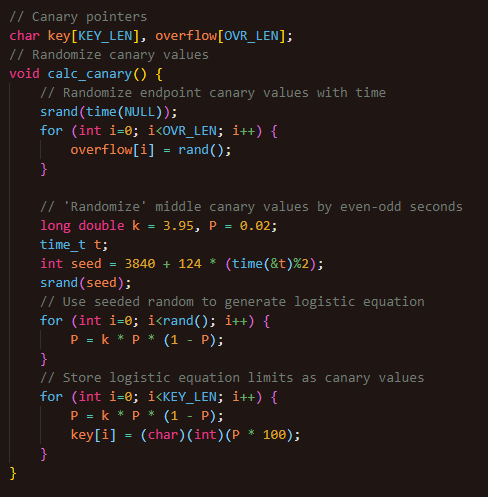 // Canary pointers
char key[KEY_LEN], overflow[OVR_LEN];
// Randomize canary values
void calc_canary() {
    // Randomize endpoint canary values with time
    srand(time(NULL));
    for (int i=0; i<OVR_LEN; i++) {
        overflow[i] = rand();
    }

    // 'Randomize' middle canary values by even-odd seconds
    long double k = 3.95, P = 0.02;
    time_t t;
    int seed = 3840 + 124 * (time(&t)%2);
    srand(seed);
    // Use seeded random to generate logistic equation
    for (int i=0; i<rand(); i++) {
        P = k * P * (1 - P);
    }
    // Store logistic equation limits as canary values
    for (int i=0; i<KEY_LEN; i++) {
        P = k * P * (1 - P);
        key[i] = (char)(int)(P * 100);
    }
}